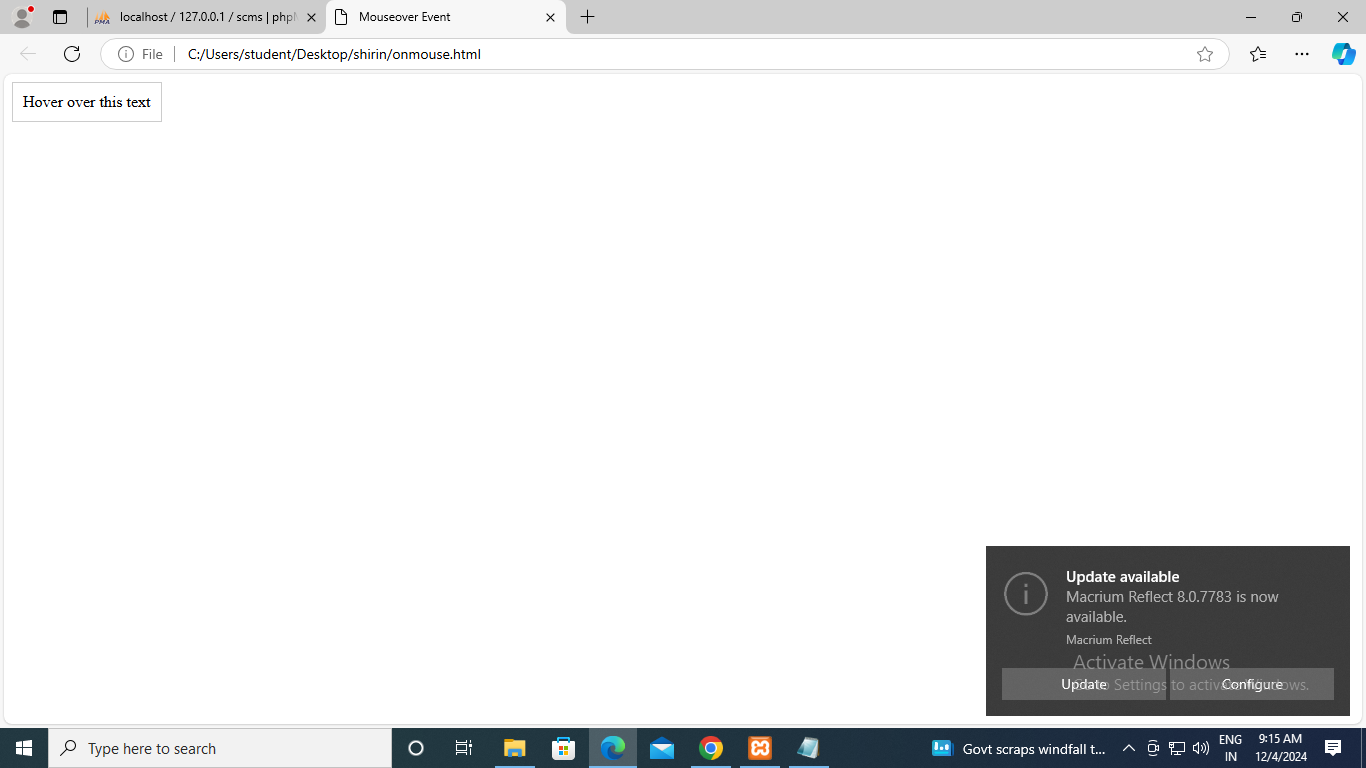 localhost / 127.0.0.1 / scms | php
Mouseover Event
File
C:/Users/student/Desktop/shirin/onmouse.html
Hover over this text
Update available
Macrium Reflect 8.0.7783 is now
available.
Macrium Reflect
Activate Windows
Go to Settings to activate Windows.
Update
Configure
Type here to search
Govt scraps windfall t...
ENG
IN
9:15 AM
12/4/2024